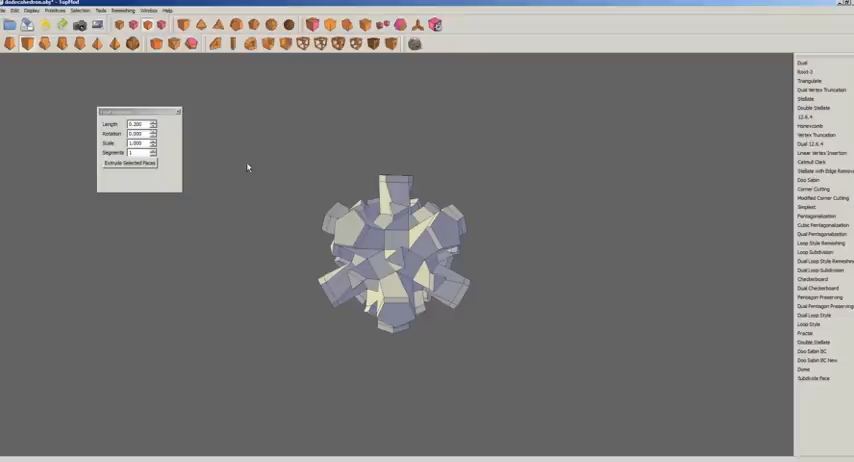 dodecahedron.obj* - TopMod
File Edit Display Primitives Selection Tools Remeshing Window Help
Length 0.200
Rotation 0.000
Scale 1.000
Segments 1
Extrude Selected Faces
Dual
Root-3
Triangulate
Dual Vertex Truncation
Stellate
Double Stellate
12.6.4
Honeycomb
Vertex Truncation
Dual 12.6.4
Linear Vertex Insertion
Catmull Clark
Stellate with Edge Remova
Doo Sabin
Corner Cutting
Modified Corner Cutting
Simplest
Pentagonalization
Cubic Pentagonalization
Dual Pentagonalization
Loop Style Remeshing
Loop Subdivision
Dual Loop Style Remeshin
Dual Loop Subdivision
Checkerboard
Dual Checkerboard
Pentagon Preserving
Dual Pentagon Preserving
Dual Loop Style
Loop Style
Fractal
Double Stellate
Doo Sabin BC
Doo Sabin BC New
Dome
Subdivide Face